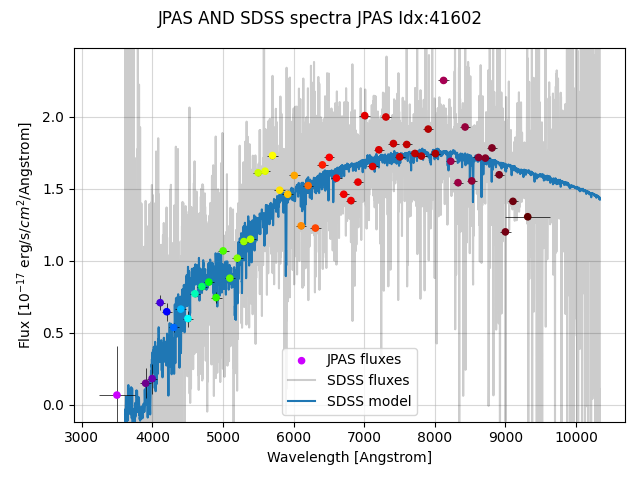 JPAS AND SDSS spectra JPAS Idx:41602
Flux [10⁻¹⁷ erg/s/cm²/Angstrom]
2.0
1.5
1.0
0.5
0.0
JPAS fluxes
SDSS fluxes
SDSS model
3000 4000 5000 6000 7000 8000 9000 10000
Wavelength [Angstrom]